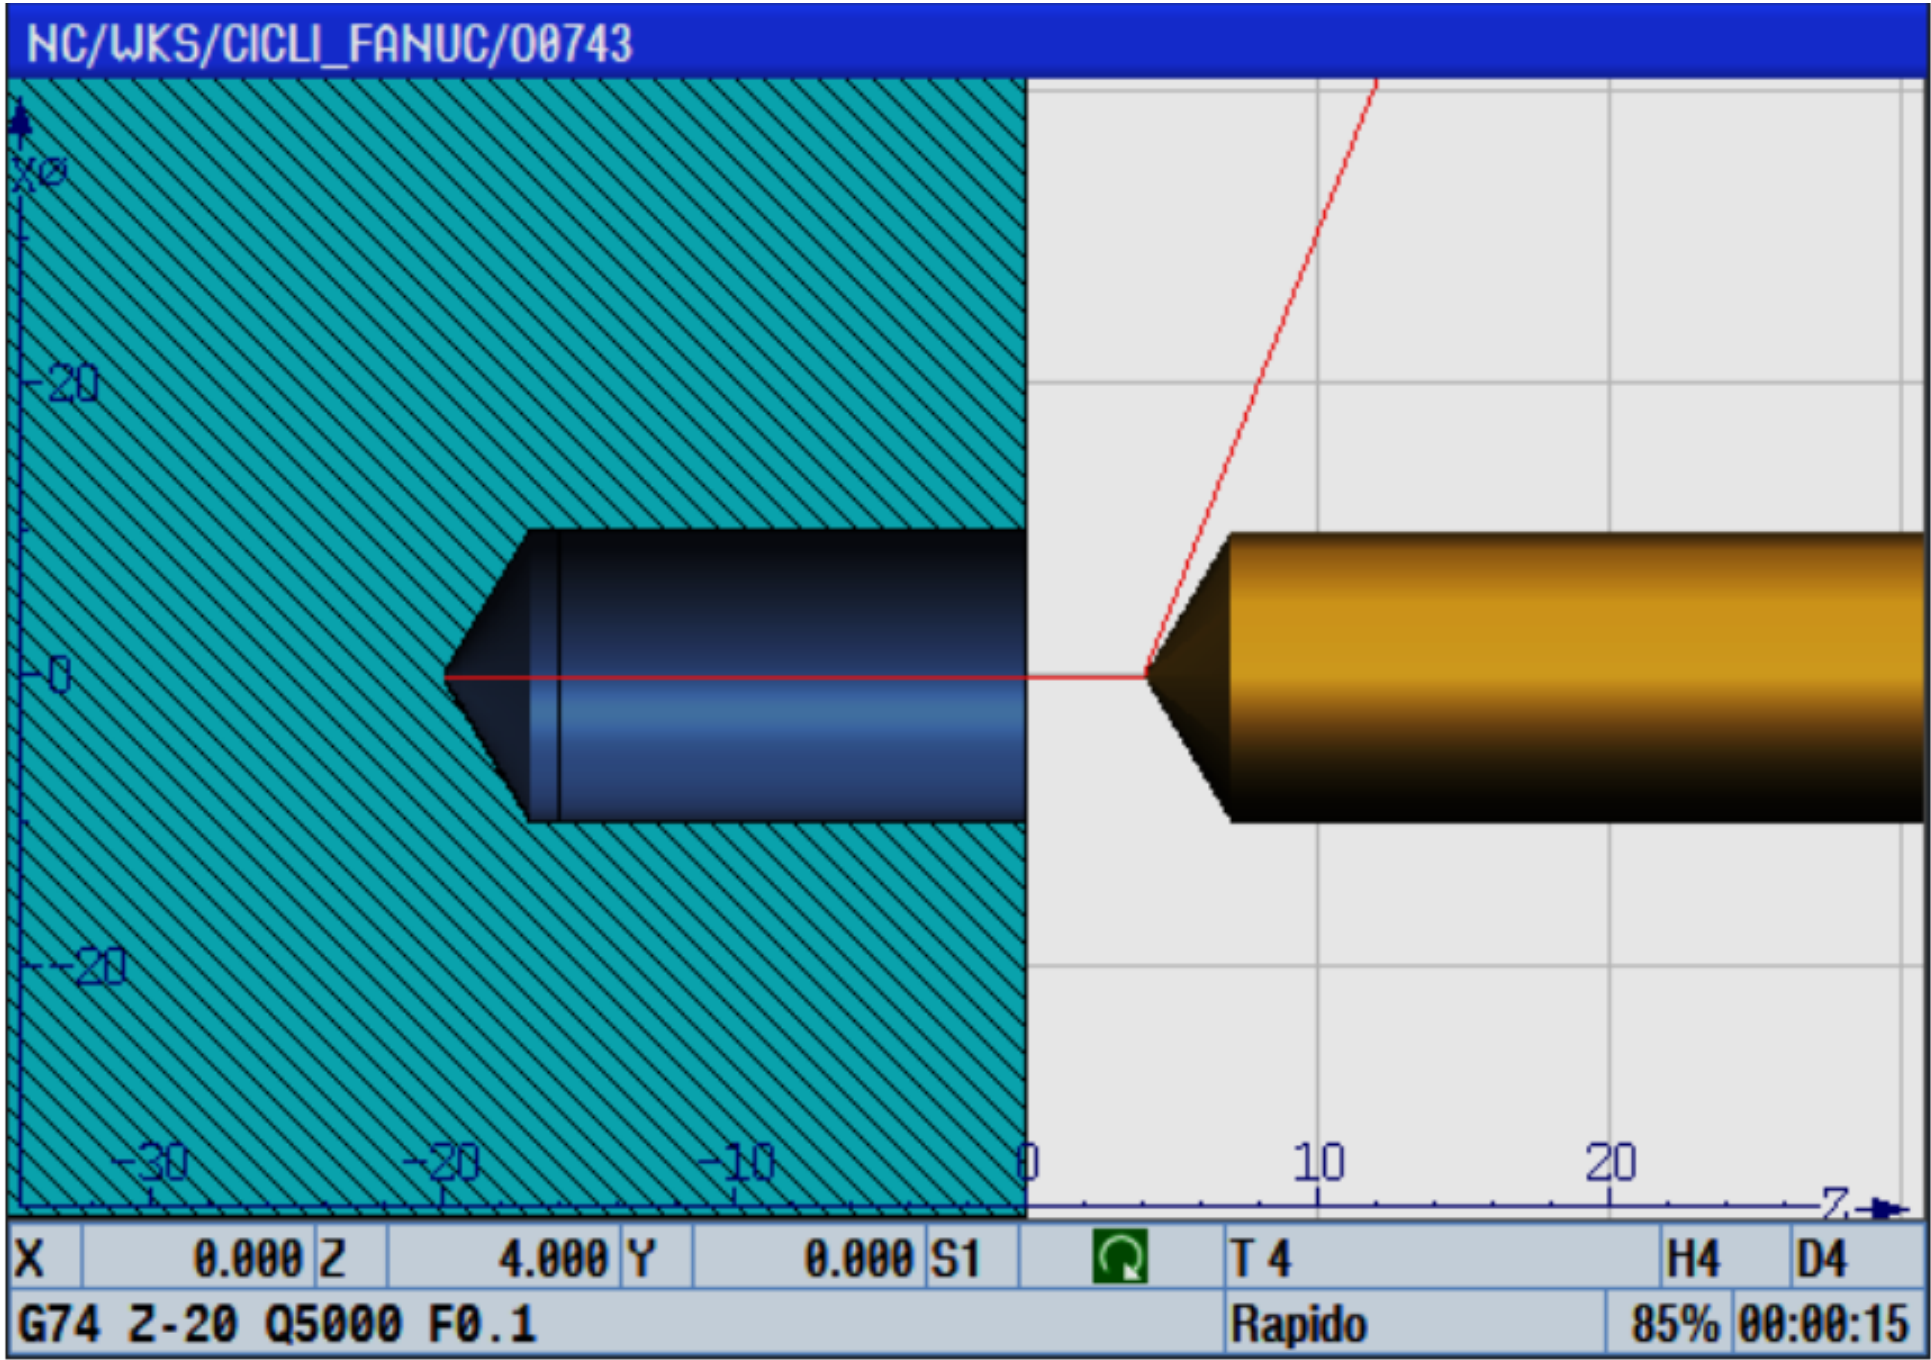 NC/WKS/CICLI_FANUC/O0743
XØ
20
0
-20
-30 -20 -10 0 10 20
Z
X 0.000 Z 4.000 Y 0.000 S1 T 4 H4 D4
G74 Z-20 Q5000 F0.1 Rapido 85% 00:00:15